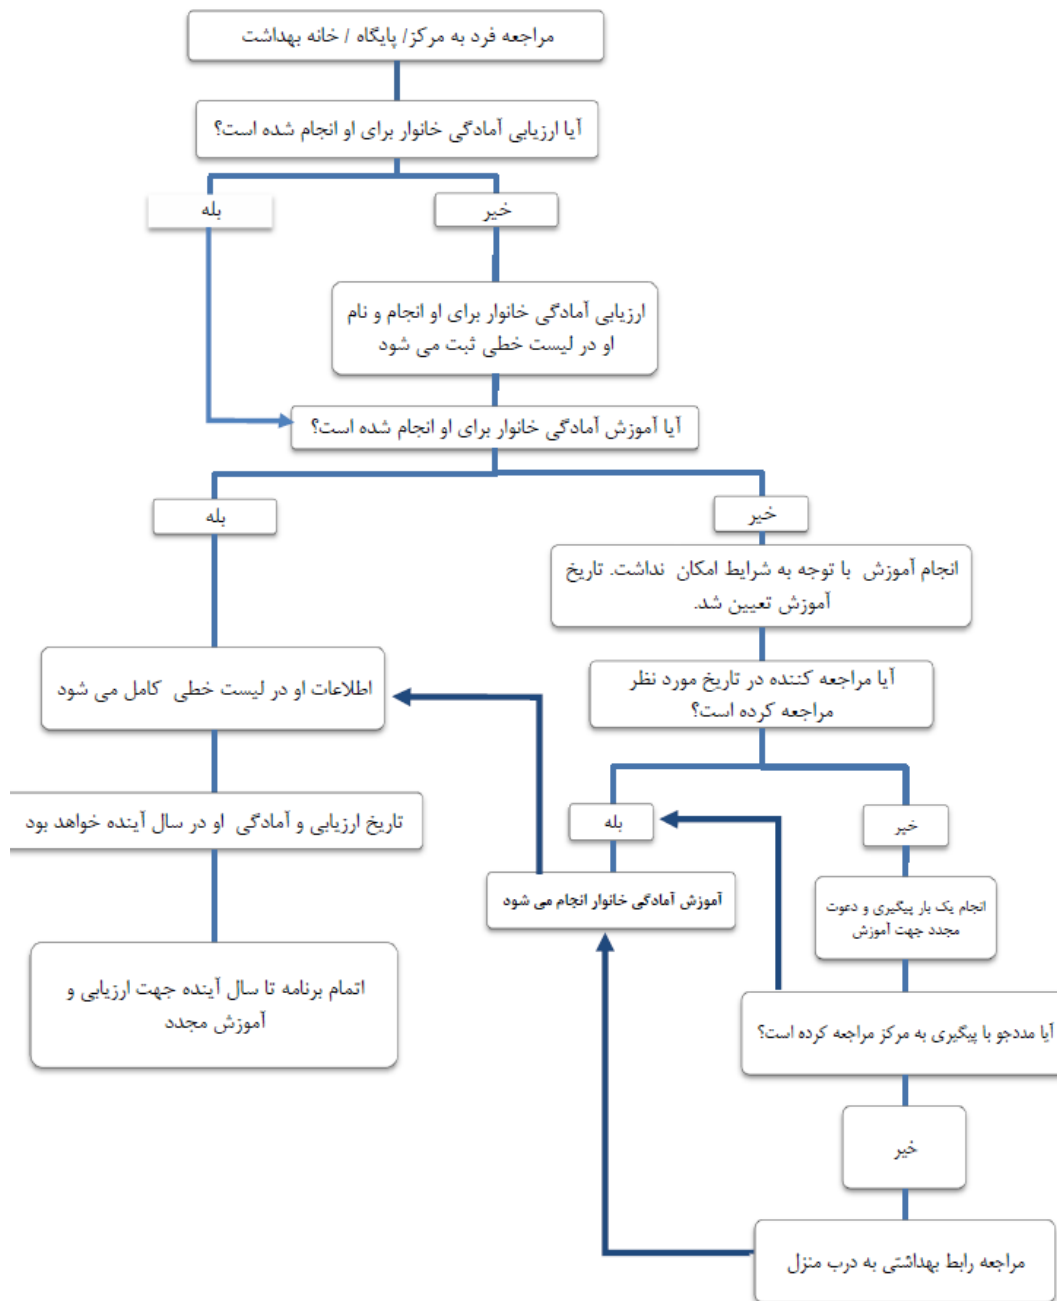 مراجعه فرد به مرکز/ پایگاه / خانه بهداشت
آیا ارزیابی آمادگی خانوار برای او انجام شده است؟
خیر
بله
ارزیابی آمادگی خانوار برای او انجام و نام
او در لیست خطی ثبت می شود
آیا آموزش آمادگی خانوار برای او انجام شده است؟
خیر
بله
انجام آموزش با توجه به شرایط امکان نداشت. تاریخ
آموزش تعیین شد.
آیا مراجعه کننده در تاریخ مورد نظر
مراجعه کرده است؟
اطلاعات او در لیست خطی کامل می شود
خیر
بله
تاریخ ارزیابی و آمادگی او در سال آینده خواهد بود
انجام یک بار پیگیری و دعوت
مجدد جهت آموزش
آموزش آمادگی خانوار انجام می شود
اتمام برنامه تا سال آینده جهت ارزیابی و
آموزش مجدد
آیا مددجو با پیگیری به مرکز مراجعه کرده است؟
خیر
مراجعه رابط بهداشتی به درب منزل